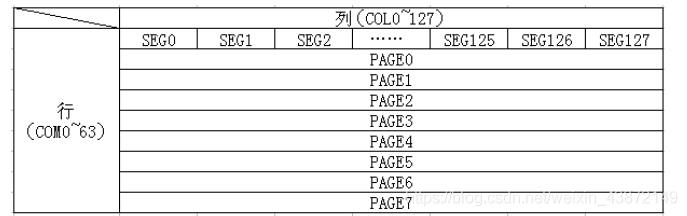 列(COL0~127)
SEG0 SEG1 SEG2 …… SEG125 SEG126 SEG127
PAGE0
PAGE1
PAGE2
PAGE3
行
(COM0~63)
PAGE4
PAGE5
PAGE6
PAGE7
https://blog.csdn.net/weixin_43872149